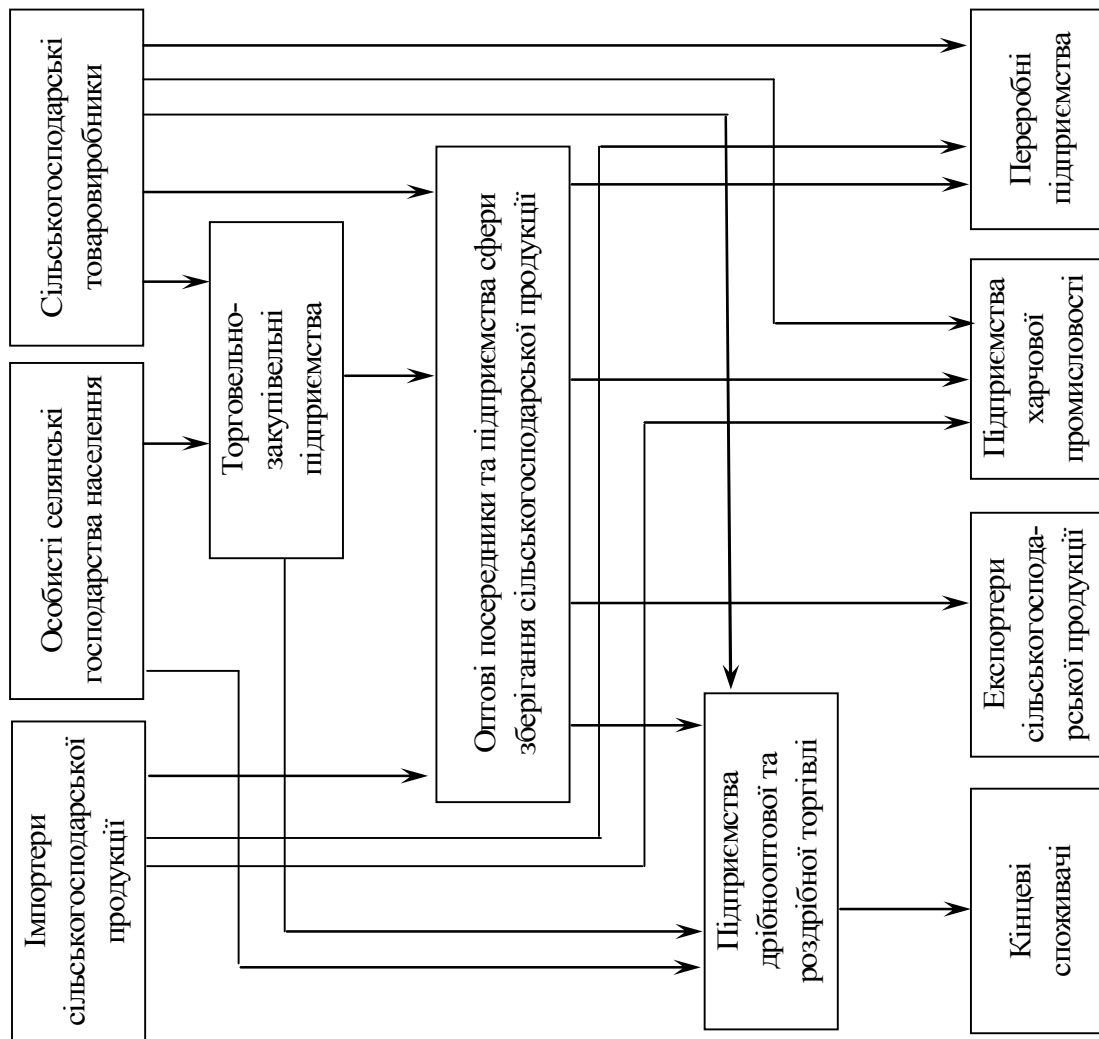 Імпортери
сільськогосподарської
продукції
Особисті селянські
господарства населення
Сільськогосподарські
товаровиробники
Торговельно-
закупівельні
підприємства
Оптові посередники та підприємства сфери
зберігання сільськогосподарської продукції
Підприємства
дрібнооптової та
роздрібної торгівлі
Кінцеві
споживачі
Експортери
сільськогоспода-
рської продукції
Підприємства
харчової
промисловості
Переробні
підприємства